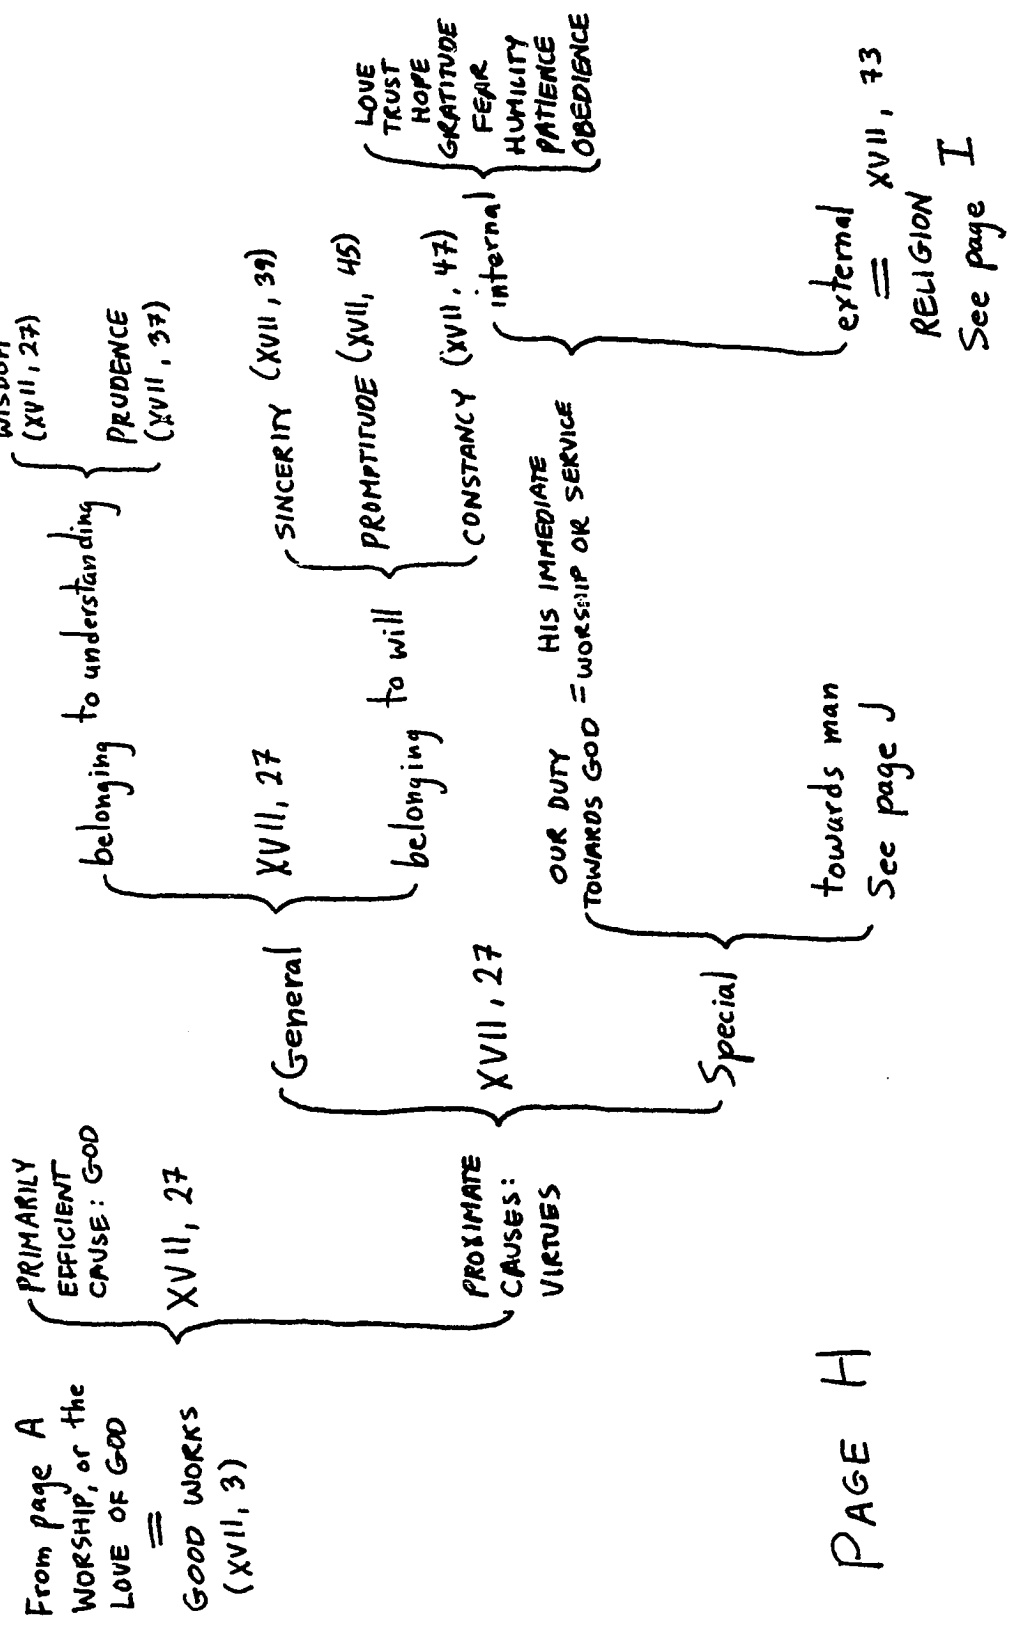 From page A
WORSHIP, or the
LOVE OF GOD
=
GOOD WORKS
(XVII, 3)
PRIMARILY
EFFICIENT
CAUSE: GOD
XVII, 27
PROXIMATE
CAUSES:
VIRTUES
General
XVII, 27
Special
belonging to understanding
XVII, 27
belonging to will
WISDOM
(XVII, 27)
PRUDENCE
(XVII, 37)
SINCERITY (XVII, 39)
PROMPTITUDE (XVII, 45)
CONSTANCY (XVII, 47)
OUR DUTY HIS IMMEDIATE
TOWARDS GOD = WORSHIP OR SERVICE
towards man
See page J
internal
LOVE
TRUST
HOPE
GRATITUDE
FEAR
HUMILITY
PATIENCE
OBEDIENCE
external
= XVII, 73
RELIGION
See page I
PAGE H